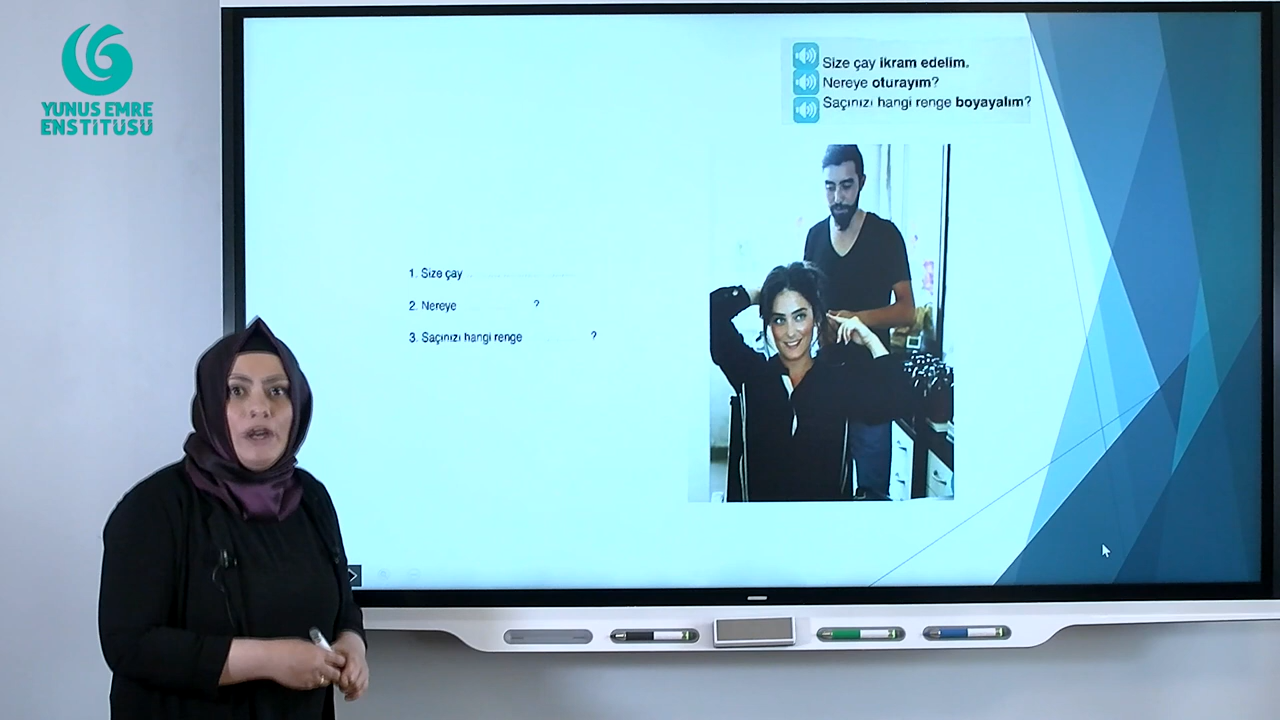 YUNUS EMRE
ENSTİTÜSÜ
Size çay ikram edelim.
Nereye oturayım?
Saçınızı hangi renge boyayalım?
1. Size çay
2. Nereye ?
3. Saçınızı hangi renge ?